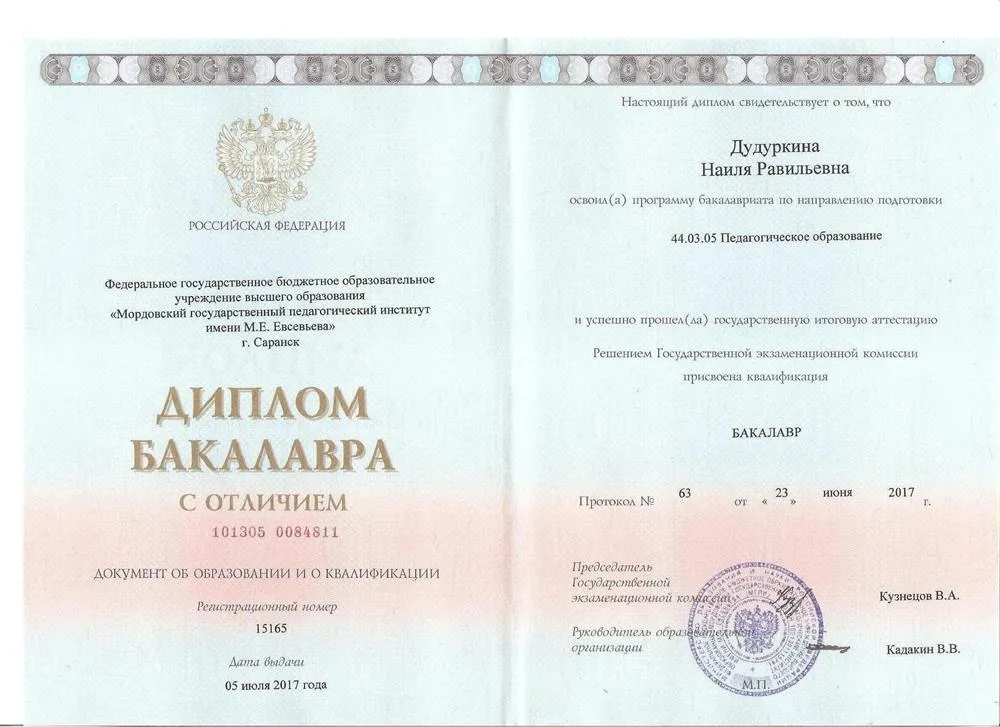 РОССИЙСКАЯ ФЕДЕРАЦИЯ
Федеральное государственное бюджетное образовательное
учреждение высшего образования
«Мордовский государственный педагогический институт
имени М.Е. Евсевьева»
г. Саранск
ДИПЛОМ
БАКАЛАВРА
С ОТЛИЧИЕМ
101305 0084811
ДОКУМЕНТ ОБ ОБРАЗОВАНИИ И О КВАЛИФИКАЦИИ
Регистрационный номер
15165
Дата выдачи
05 июля 2017 года
Настоящий диплом свидетельствует о том, что
Дудуркина
Наиля Равильевна
освоил(а) программу бакалавриата по направлению подготовки
44.03.05 Педагогическое образование
и успешно прошел(ла) государственную итоговую аттестацию
Решением Государственной экзаменационной комиссии
присвоена квалификация
БАКАЛАВР
Протокол № 63 от « 23 » июня 2017 г.
Председатель
Государственной
экзаменационной комиссии Кузнецов В.А.
Руководитель образовательной
организации Кадакин В.В.
М.П.